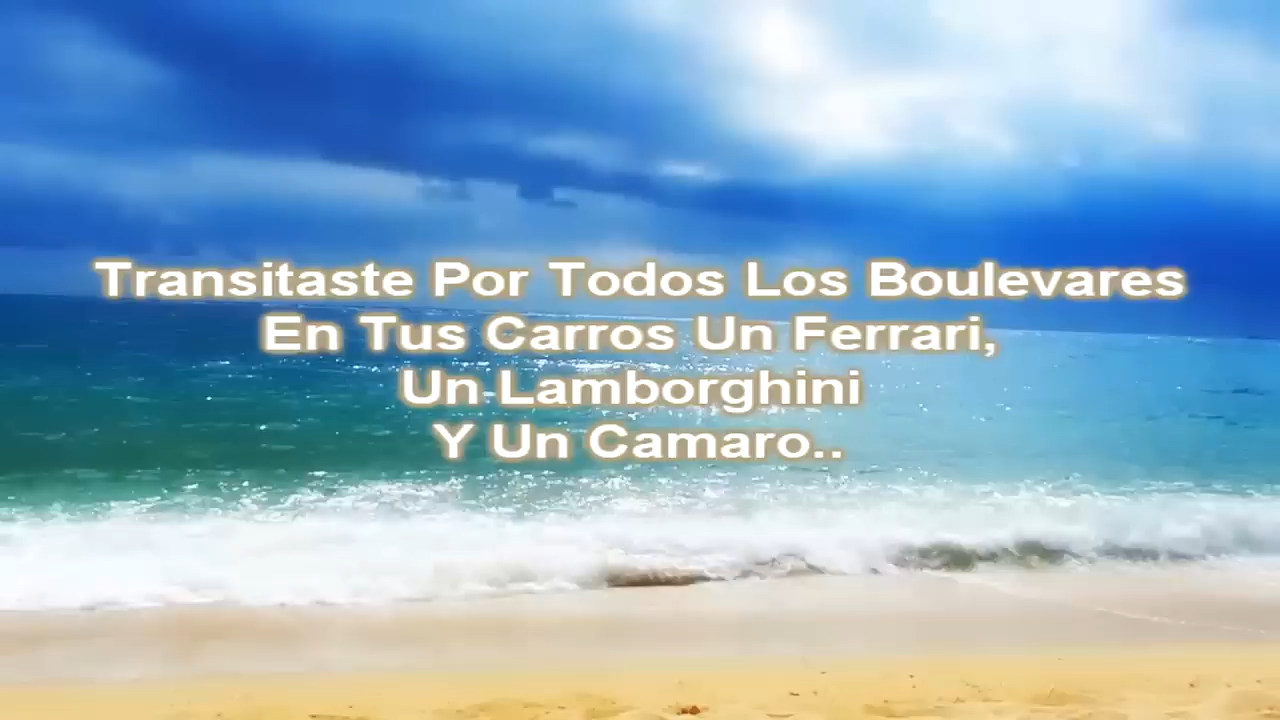 Transitaste Por Todos Los Boulevares
En Tus Carros Un Ferrari,
Un Lamborghini
Y Un Camaro..